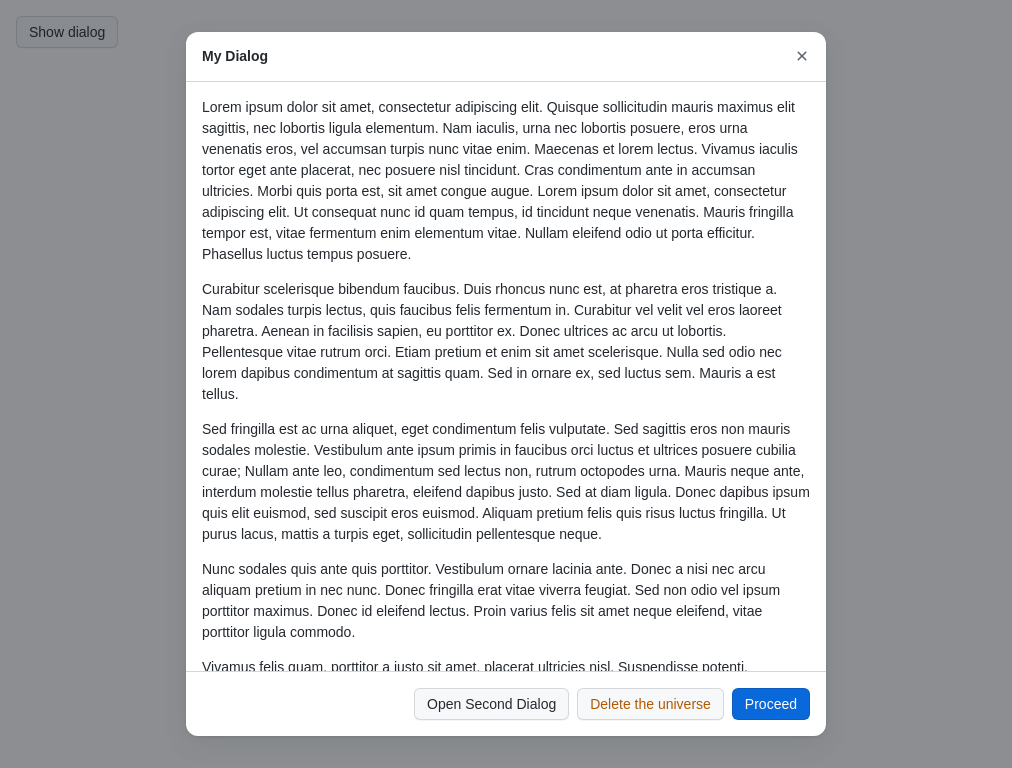 Show dialog
My Dialog
Lorem ipsum dolor sit amet, consectetur adipiscing elit. Quisque sollicitudin mauris maximus elit
sagittis, nec lobortis ligula elementum. Nam iaculis, urna nec lobortis posuere, eros urna
venenatis eros, vel accumsan turpis nunc vitae enim. Maecenas et lorem lectus. Vivamus iaculis
tortor eget ante placerat, nec posuere nisl tincidunt. Cras condimentum ante in accumsan
ultricies. Morbi quis porta est, sit amet congue augue. Lorem ipsum dolor sit amet, consectetur
adipiscing elit. Ut consequat nunc id quam tempus, id tincidunt neque venenatis. Mauris fringilla
tempor est, vitae fermentum enim elementum vitae. Nullam eleifend odio ut porta efficitur.
Phasellus luctus tempus posuere.
Curabitur scelerisque bibendum faucibus. Duis rhoncus nunc est, at pharetra eros tristique a.
Nam sodales turpis lectus, quis faucibus felis fermentum in. Curabitur vel velit vel eros laoreet
pharetra. Aenean in facilisis sapien, eu porttitor ex. Donec ultrices ac arcu ut lobortis.
Pellentesque vitae rutrum orci. Etiam pretium et enim sit amet scelerisque. Nulla sed odio nec
lorem dapibus condimentum at sagittis quam. Sed in ornare ex, sed luctus sem. Mauris a est
tellus.
Sed fringilla est ac urna aliquet, eget condimentum felis vulputate. Sed sagittis eros non mauris
sodales molestie. Vestibulum ante ipsum primis in faucibus orci luctus et ultrices posuere cubilia
curae; Nullam ante leo, condimentum sed lectus non, rutrum octopodes urna. Mauris neque ante,
interdum molestie tellus pharetra, eleifend dapibus justo. Sed at diam ligula. Donec dapibus ipsum
quis elit euismod, sed suscipit eros euismod. Aliquam pretium felis quis risus luctus fringilla. Ut
purus lacus, mattis a turpis eget, sollicitudin pellentesque neque.
Nunc sodales quis ante quis porttitor. Vestibulum ornare lacinia ante. Donec a nisi nec arcu
aliquam pretium in nec nunc. Donec fringilla erat vitae viverra feugiat. Sed non odio vel ipsum
porttitor maximus. Donec id eleifend lectus. Proin varius felis sit amet neque eleifend, vitae
porttitor ligula commodo.
Vivamus felis quam, porttitor a justo sit amet, placerat ultricies nisl. Suspendisse potenti.
Open Second Dialog
Delete the universe
Proceed